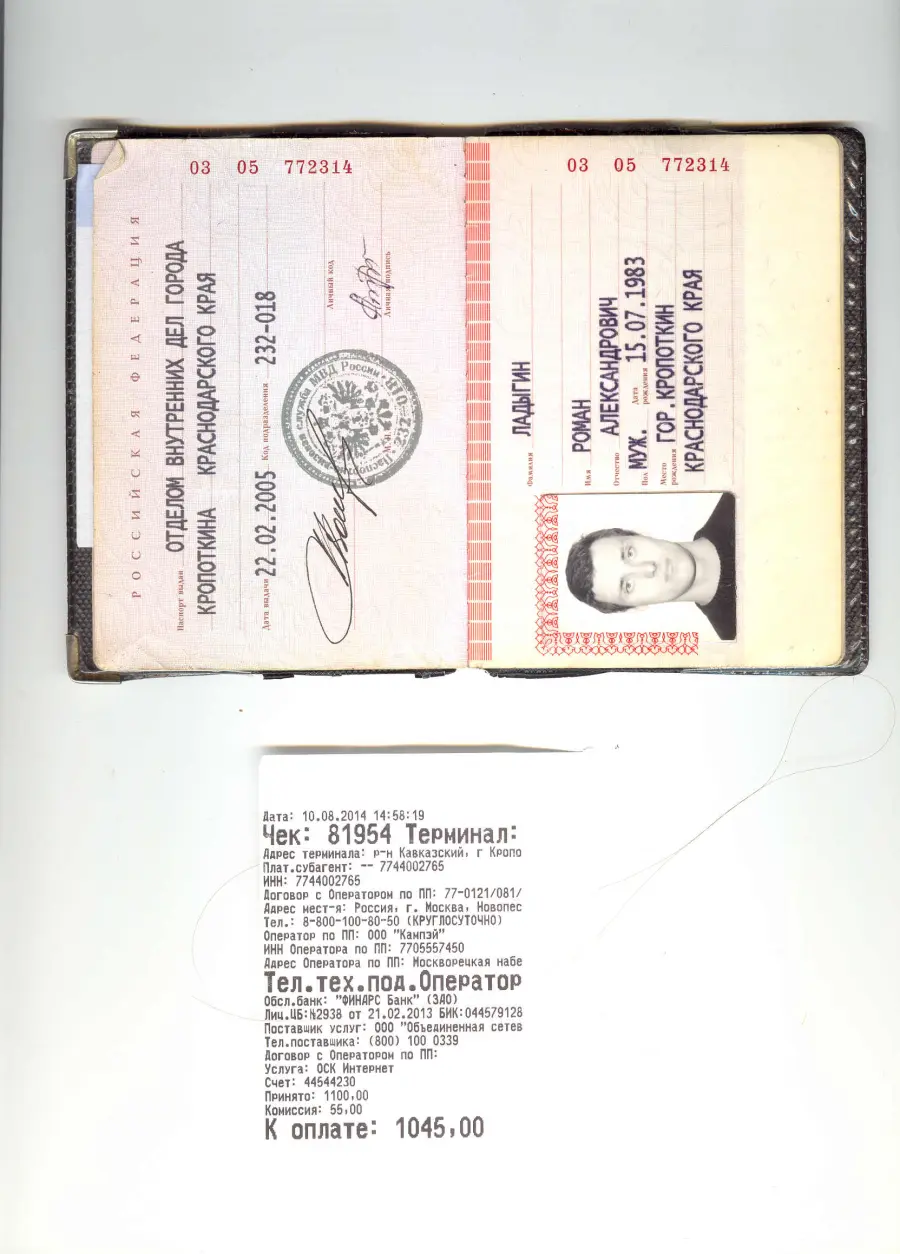 03 05 772314
РОССИЙСКАЯ ФЕДЕРАЦИЯ
Паспорт выдан ОТДЕЛОМ ВНУТРЕННИХ ДЕЛ ГОРОДА
КРОПОТКИНА КРАСНОДАРСКОГО КРАЯ
Дата выдачи 22.02.2005 Код подразделения 232-018
Личный код
Личная подпись
М.П.
МВД России
03 05 772314
Фамилия ЛАДЫГИН
Имя РОМАН
Отчество АЛЕКСАНДРОВИЧ
Пол МУЖ. Дата рождения 15.07.1983
Место рождения ГОР.КРОПОТКИН
КРАСНОДАРСКОГО КРАЯ
Дата: 10.08.2014 14:58:19
Чек: 81954 Терминал:
Адрес терминала: р-н Кавказский, г Кропо
Плат.субагент: -- 7744002765
ИНН: 7744002765
Договор с Оператором по ПП: 77-0121/081/
Адрес мест-я: Россия, г. Москва, Новопес
Тел.: 8-800-100-80-50 (КРУГЛОСУТОЧНО)
Оператор по ПП: ООО "Кампэй"
ИНН Оператора по ПП: 7705557450
Адрес Оператора по ПП: Москворецкая набе
Тел.тех.под.Оператор
Обсл.банк: "ФИНАРС Банк" (ЗАО)
Лиц.ЦБ:№2938 от 21.02.2013 БИК:044579128
Поставшик услуг: ООО "Объединенная сетев
Тел.поставшика: (800) 100 0339
Договор с Оператором по ПП:
Услуга: ОСК Интернет
Счет: 44544230
Принято: 1100,00
Комиссия: 55,00
К оплате: 1045,00